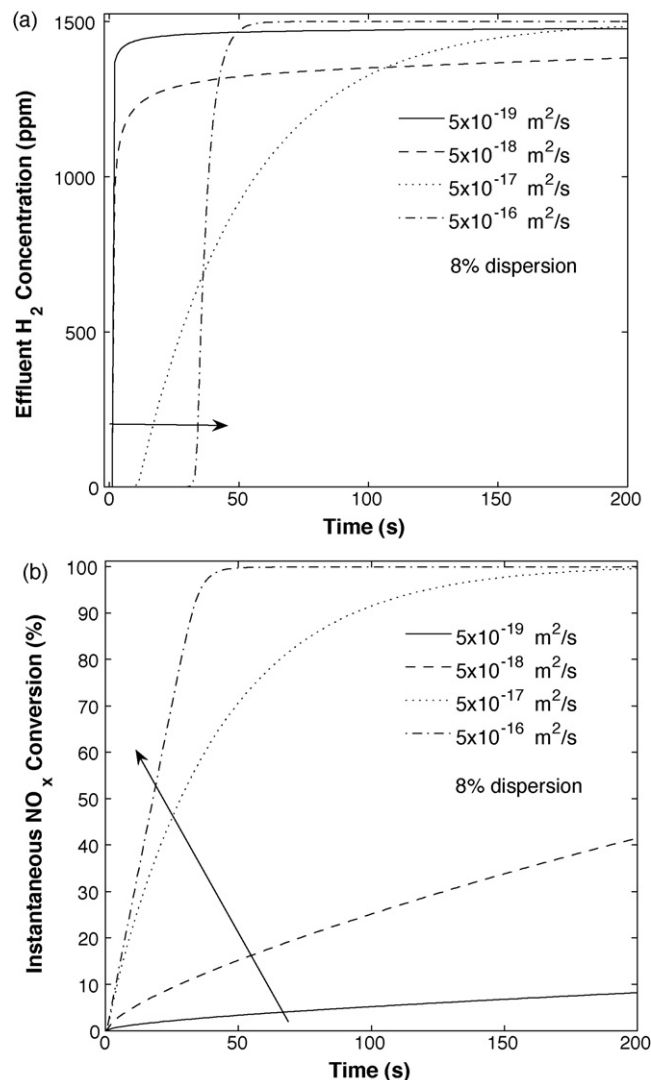 (a)
1500
1000
500
0
Effluent H₂ Concentration (ppm)
5x10⁻¹⁹ m²/s
5x10⁻¹⁸ m²/s
5x10⁻¹⁷ m²/s
5x10⁻¹⁶ m²/s
8% dispersion
0 50 100 150 200
Time (s)
(b)
100
90
80
70
60
50
40
30
20
10
0
Instantaneous NOₓ Conversion (%)
5x10⁻¹⁹ m²/s
5x10⁻¹⁸ m²/s
5x10⁻¹⁷ m²/s
5x10⁻¹⁶ m²/s
8% dispersion
0 50 100 150 200
Time (s)